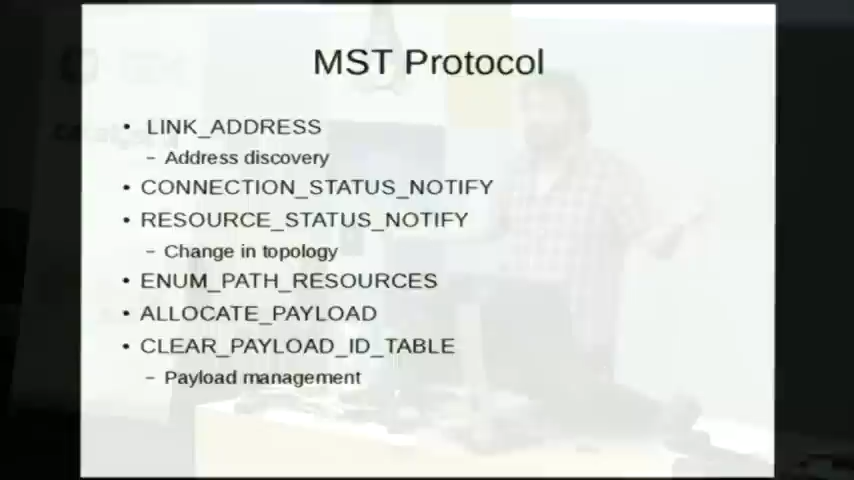 MST Protocol
• LINK_ADDRESS
– Address discovery
• CONNECTION_STATUS_NOTIFY
• RESOURCE_STATUS_NOTIFY
– Change in topology
• ENUM_PATH_RESOURCES
• ALLOCATE_PAYLOAD
• CLEAR_PAYLOAD_ID_TABLE
– Payload management